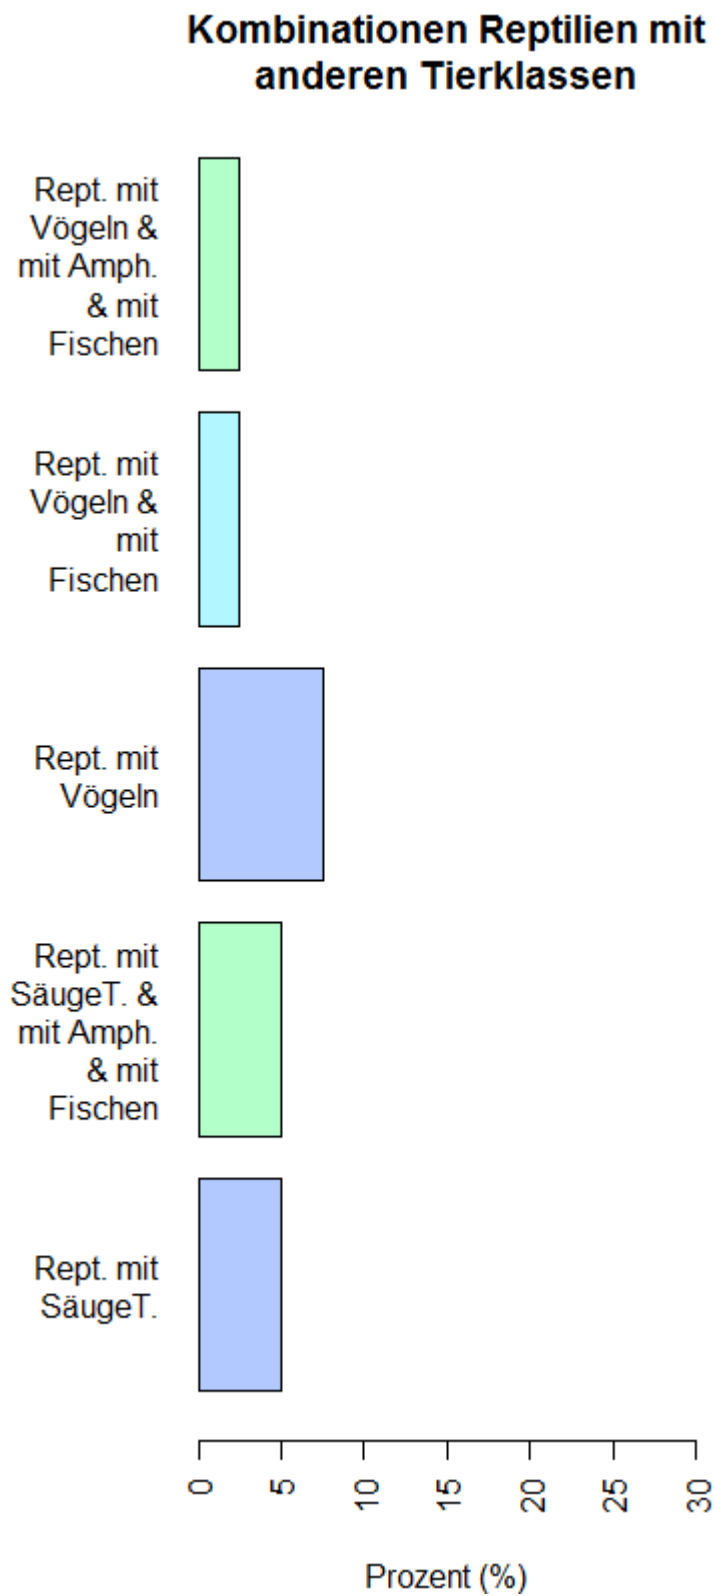 Kombinationen Reptilien mit
anderen Tierklassen
Rept. mit
Vögeln &
mit Amph.
& mit
Fischen
Rept. mit
Vögeln &
mit
Fischen
Rept. mit
Vögeln
Rept. mit
SäugeT. &
mit Amph.
& mit
Fischen
Rept. mit
SäugeT.
0 5 10 15 20 25 30
Prozent (%)